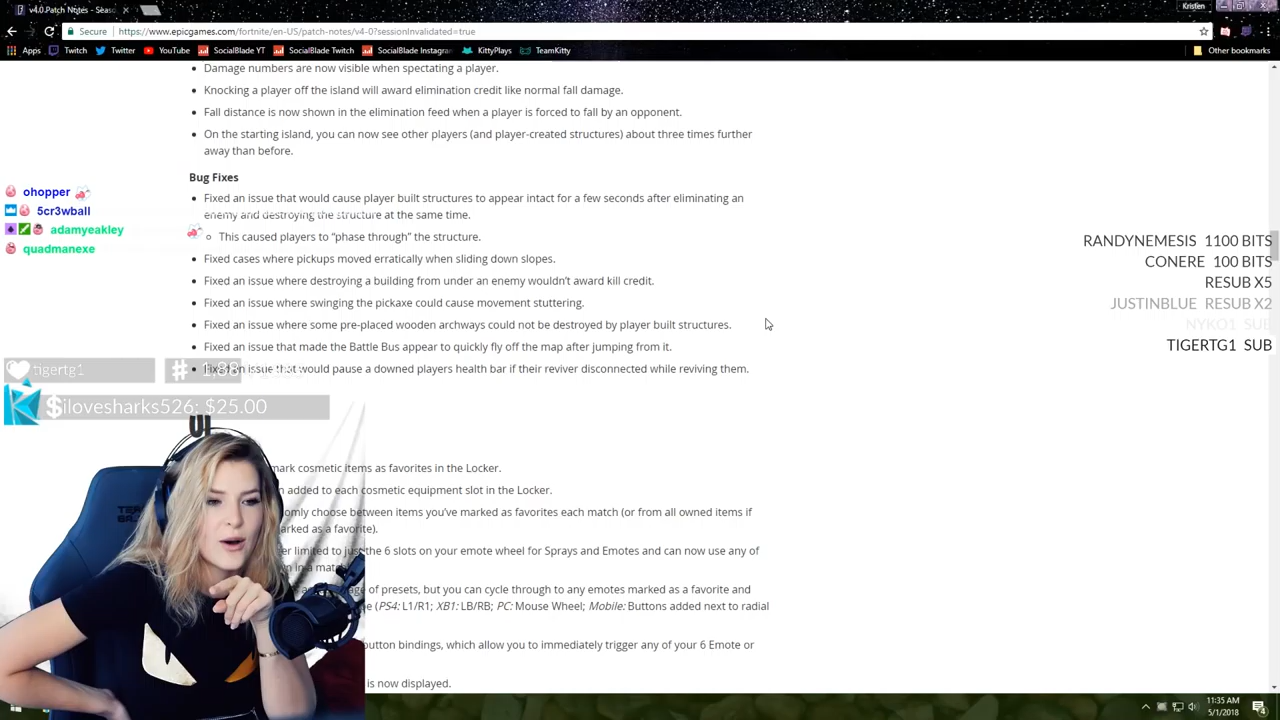 v4.0.Patch Notes - Seas
Kristen
Secure https://www.epicgames.com/fortnite/en-US/patch-notes/v4-0?sessionInvalidated=true
Apps Twitch Twitter YouTube SocialBlade YT SocialBlade Twitch SocialBlade Instagram KittyPlays TeamKitty Other bookmarks
Damage numbers are now visible when spectating a player.
Knocking a player off the island will award elimination credit like normal fall damage.
Fall distance is now shown in the elimination feed when a player is forced to fall by an opponent.
On the starting island, you can now see other players (and player-created structures) about three times further
away than before.
Bug Fixes
Fixed an issue that would cause player built structures to appear intact for a few seconds after eliminating an
enemy and destroying the structure at the same time.
This caused players to “phase through” the structure.
Fixed cases where pickups moved erratically when sliding down slopes.
Fixed an issue where destroying a building from under an enemy wouldn’t award kill credit.
Fixed an issue where swinging the pickaxe could cause movement stuttering.
Fixed an issue where some pre-placed wooden archways could not be destroyed by player built structures.
Fixed an issue that made the Battle Bus appear to quickly fly off the map after jumping from it.
Fixed an issue that would pause a downed players health bar if their reviver disconnected while reviving them.
ohopper
5cr3wball
adamyeakley
quadmanexe
RANDYNEMESIS 1100 BITS
CONERE 100 BITS
RESUB X5
JUSTINBLUE RESUB X2
NYKO1 SUB
TIGERTG1 SUB
tigertg1 # 1,88
$ilovesharks526: $25.00
UI
mark cosmetic items as favorites in the Locker.
added to each cosmetic equipment slot in the Locker.
choose between items you’ve marked as favorites each match (or from all owned items if
marked as a favorite).
limited to just the 6 slots on your emote wheel for Sprays and Emotes and can now use any of
in a match
of presets, but you can cycle through to any emotes marked as a favorite and
(PS4: L1/R1; XB1: LB/RB; PC: Mouse Wheel; Mobile: Buttons added next to radial
button bindings, which allow you to immediately trigger any of your 6 Emote or
is now displayed.
11:35 AM
5/1/2018